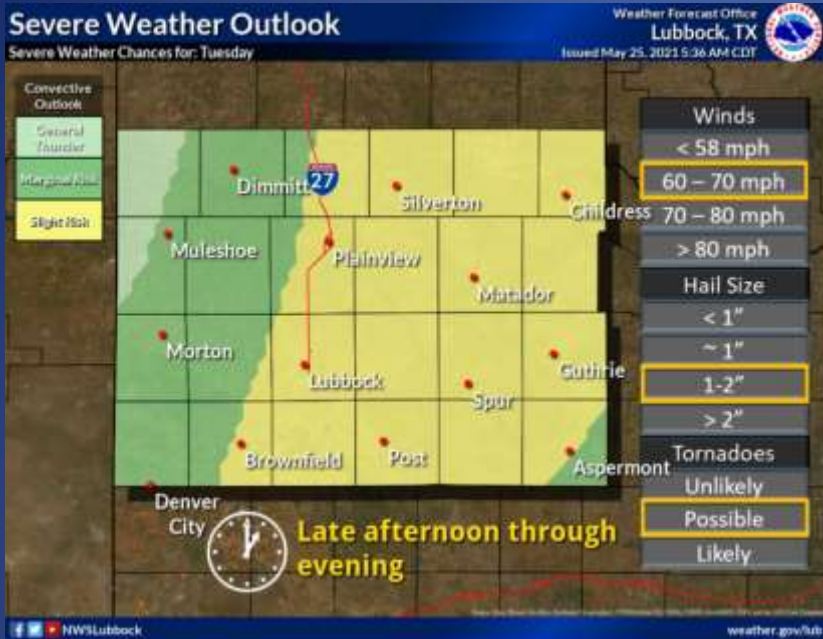 Severe Weather Outlook
Severe Weather Chances for: Tuesday
Weather Forecast Office
Lubbock, TX
Issued May 25, 2021 5:36 AM CDT
Convective
Outlook
General
Thunder
Marginal Risk
Slight Risk
Dimmitt
27
Silverton
Childress
Muleshoe
Plainview
Matador
Morton
Lubbock
Guthrie
Spur
Brownfield
Post
Aspermont
Denver
City
Late afternoon through
evening
Winds
< 58 mph
60 – 70 mph
70 – 80 mph
> 80 mph
Hail Size
< 1"
~ 1"
1-2"
> 2"
Tornadoes
Unlikely
Possible
Likely
NWSLubbock
weather.gov/lub